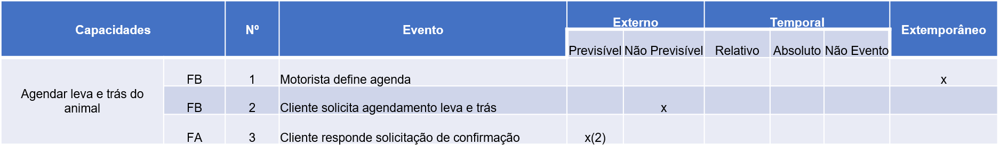 Capacidades Nº Evento Externo Temporal Extemporâneo
Previsível Não Previsível Relativo Absoluto Não Evento
Agendar leva e trás do
animal
FB 1 Motorista define agenda x
FB 2 Cliente solicita agendamento leva e trás x
FA 3 Cliente responde solicitação de confirmação x(2)